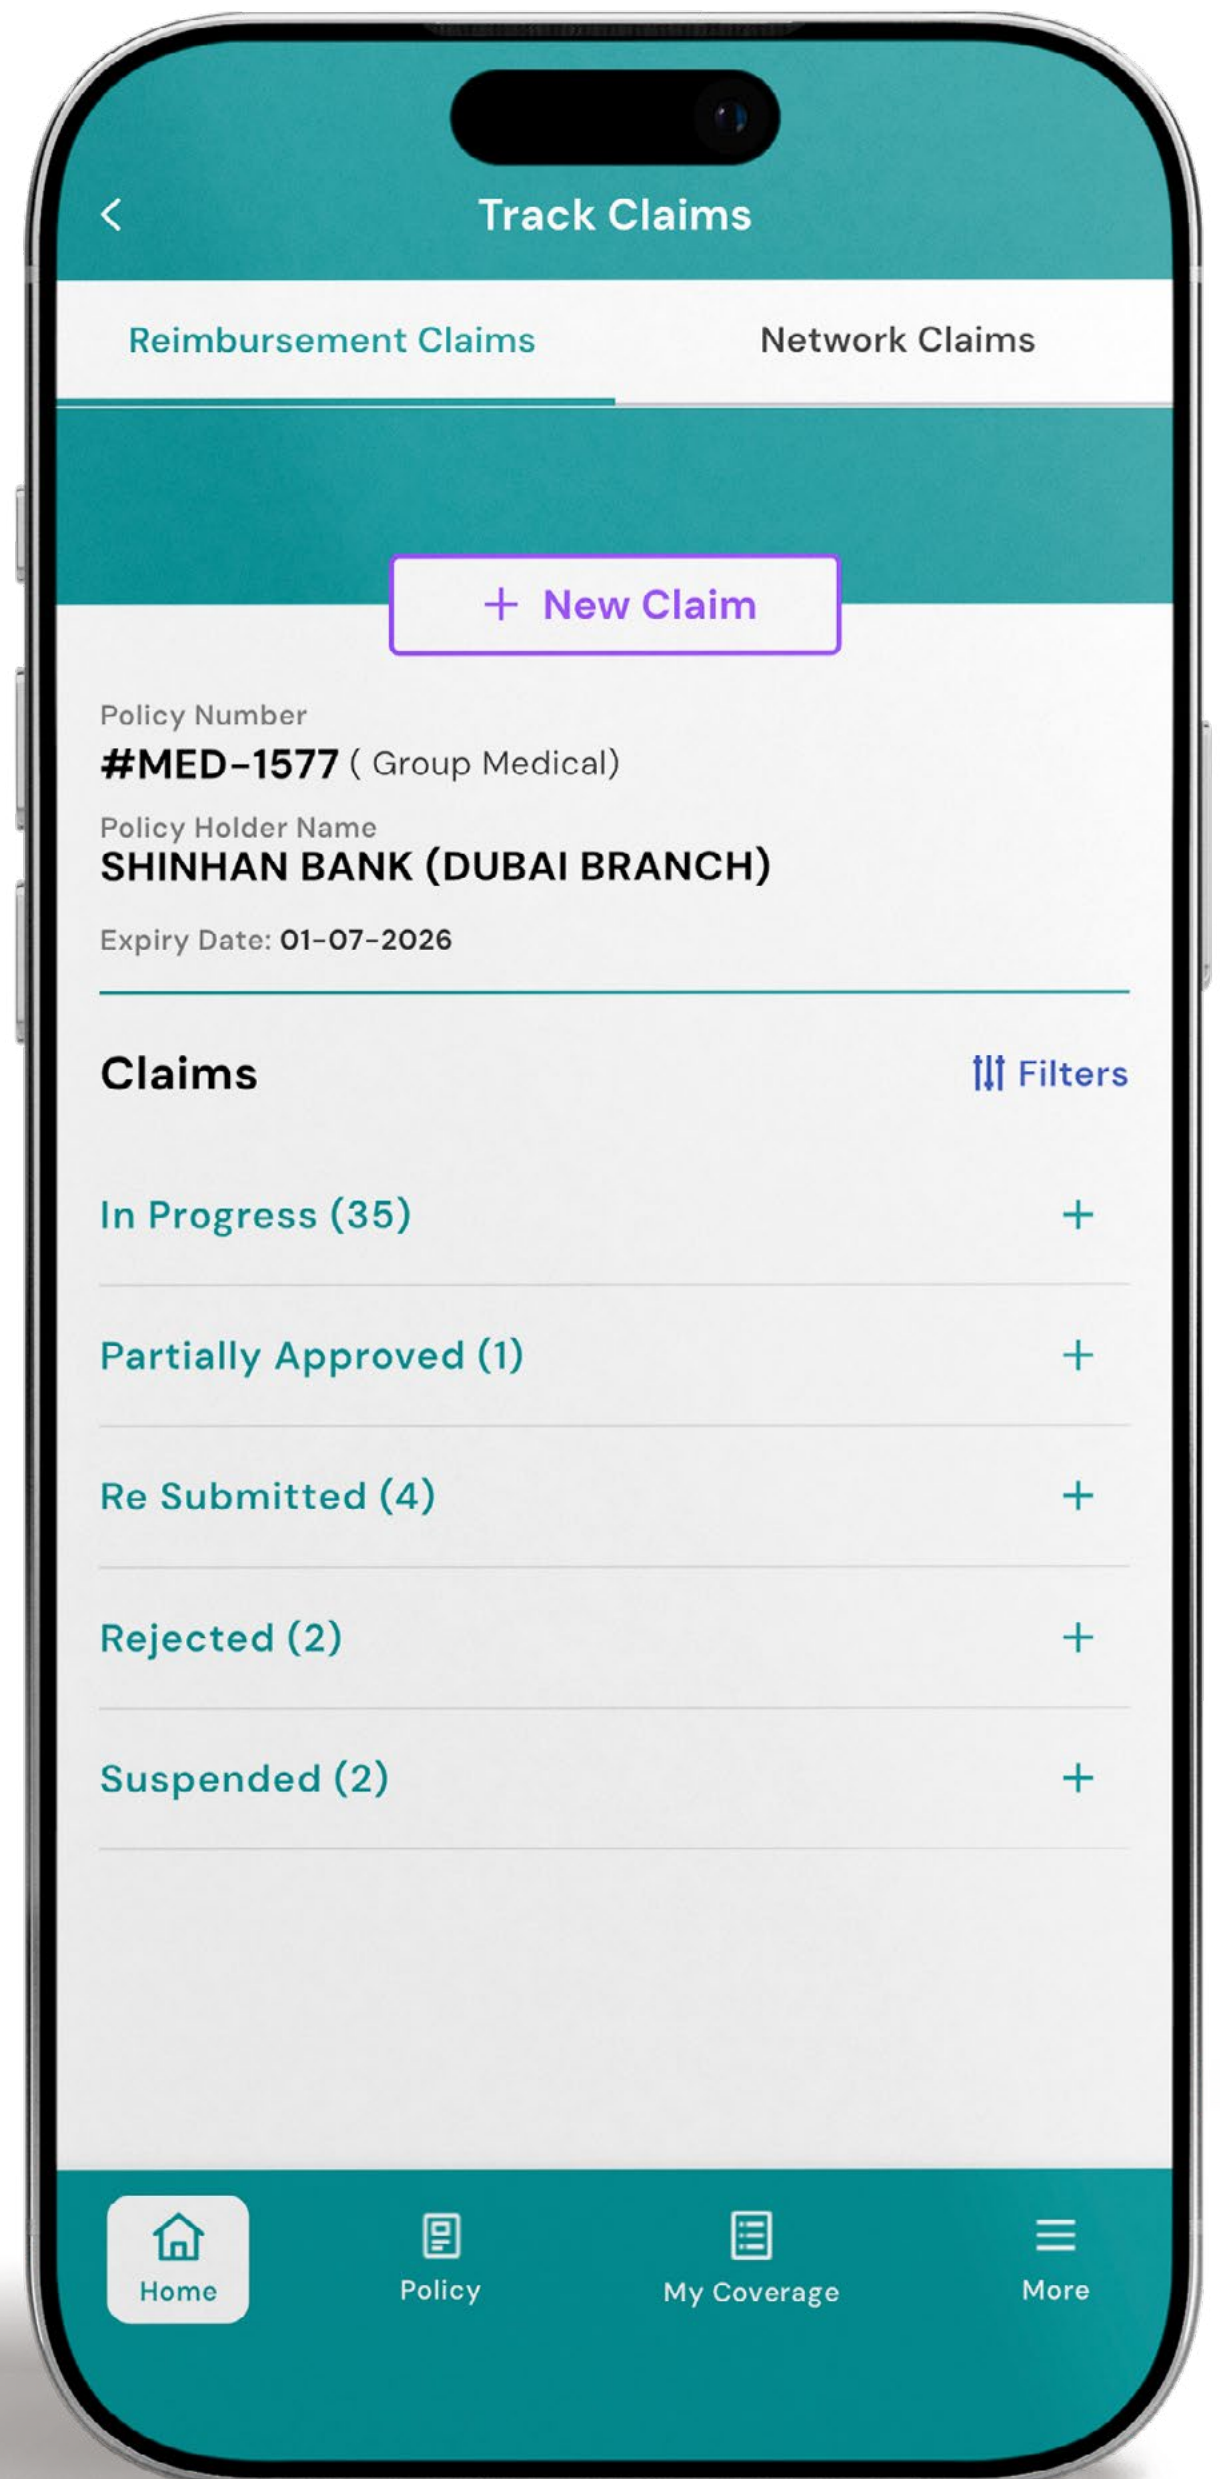 Track Claims
Reimbursement Claims
Network Claims
+ New Claim
Policy Number
#MED-1577 ( Group Medical)
Policy Holder Name
SHINHAN BANK (DUBAI BRANCH)
Expiry Date: 01-07-2026
Claims
Filters
In Progress (35) +
Partially Approved (1) +
Re Submitted (4) +
Rejected (2) +
Suspended (2) +
Home
Policy
My Coverage
More